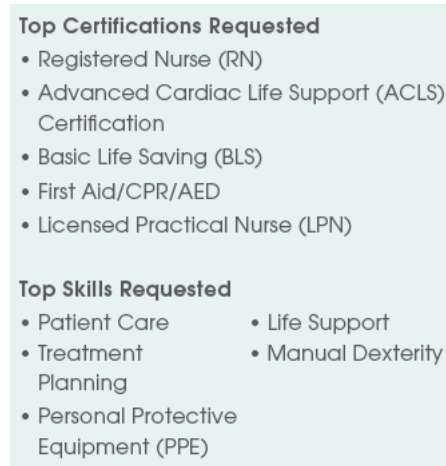 Top Certifications Requested
• Registered Nurse (RN)
• Advanced Cardiac Life Support (ACLS)
Certification
• Basic Life Saving (BLS)
• First Aid/CPR/AED
• Licensed Practical Nurse (LPN)
Top Skills Requested
• Patient Care
• Treatment
Planning
• Personal Protective
Equipment (PPE)
• Life Support
• Manual Dexterity